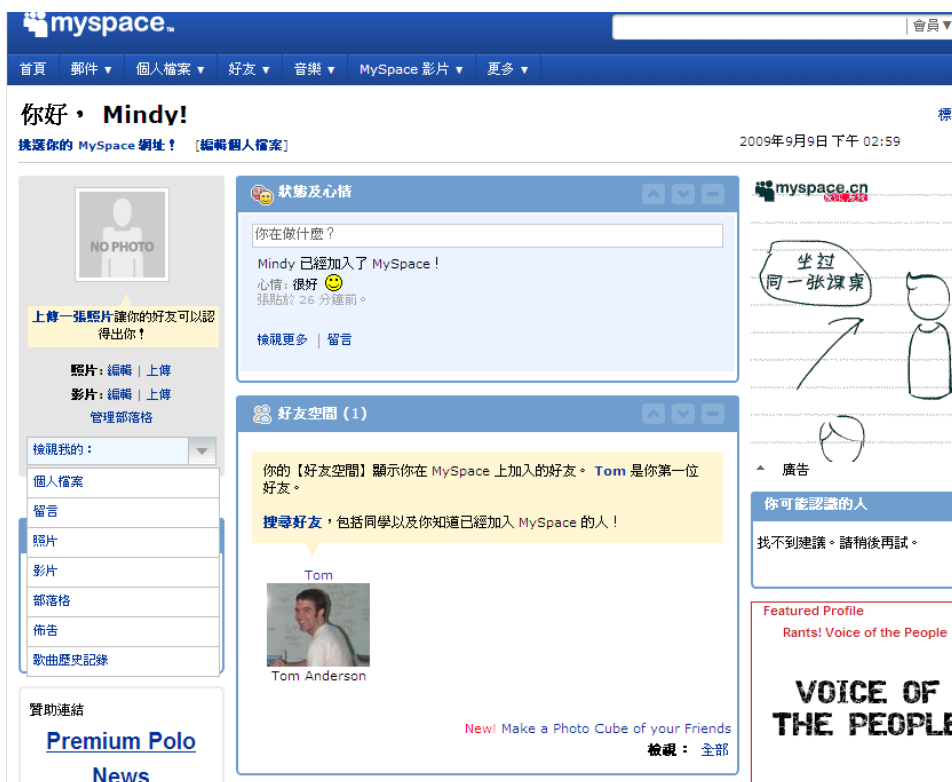 myspace™
會員▼
首頁 郵件▼ 個人檔案▼ 好友▼ 音樂▼ MySpace 影片▼ 更多▼
你好， Mindy!
挑選你的 MySpace 網址！ [編輯個人檔案]
標
2009年9月9日 下午 02:59
NO PHOTO
上傳一張照片讓你的好友可以認
得出你！
照片: 編輯 | 上傳
影片: 編輯 | 上傳
管理部落格
檢視我的：
個人檔案
留言
照片
影片
部落格
佈告
歌曲歷史記錄
贊助連結
Premium Polo
News
狀態及心情
你在做什麼？
Mindy 已經加入了 MySpace！
心情: 很好
張貼於 26 分鐘前。
檢視更多 | 留言
好友空間 (1)
你的【好友空間】顯示你在 MySpace 上加入的好友。 Tom 是你第一位
好友。
搜尋好友，包括同學以及你知道已經加入 MySpace 的人！
Tom
Tom Anderson
New! Make a Photo Cube of your Friends
檢視： 全部
myspace.cn
坐过
同一张课桌
廣告
你可能認識的人
找不到建議。請稍後再試。
Featured Profile
Rants! Voice of the People
VOICE OF
THE PEOPLE